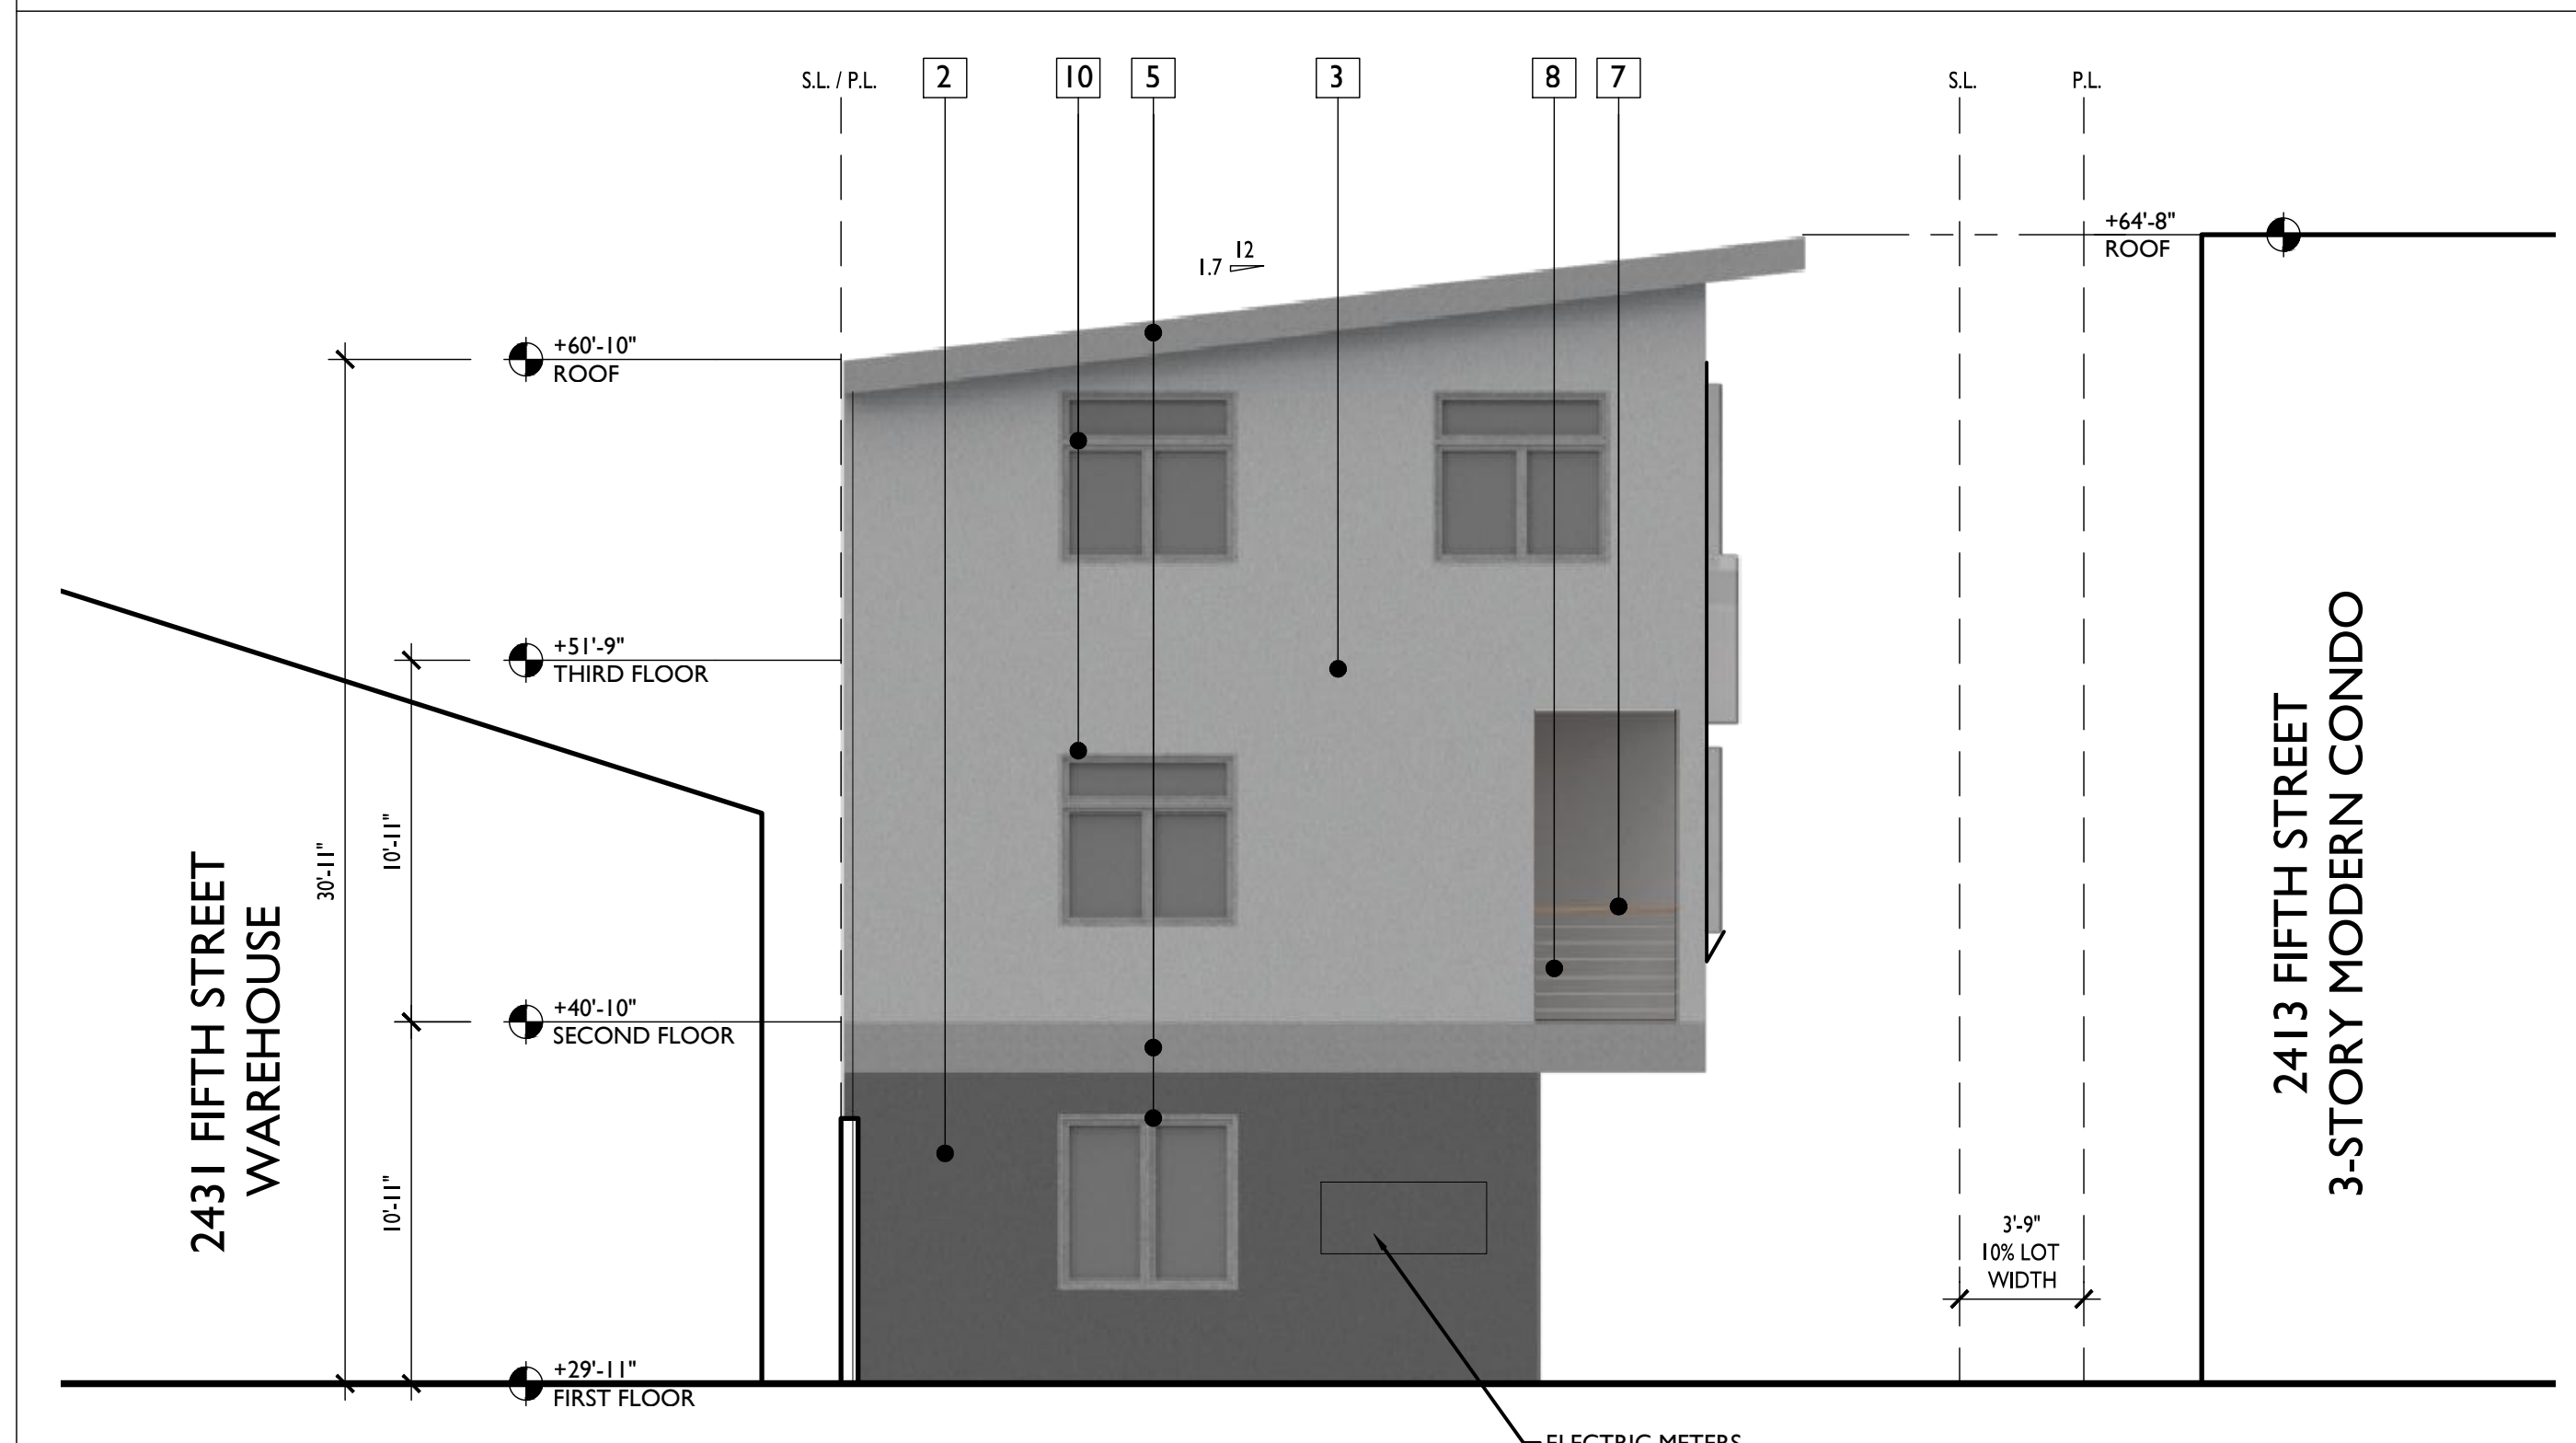 S.L. / P.L.
2
10
5
3
8
7
S.L.
P.L.
+64'-8"
ROOF
12
1.7
+60'-10"
ROOF
+51'-9"
THIRD FLOOR
+40'-10"
SECOND FLOOR
+29'-11"
FIRST FLOOR
30'-11"
10'-11"
10'-11"
2431 FIFTH STREET
WAREHOUSE
2413 FIFTH STREET
3-STORY MODERN CONDO
3'-9"
10% LOT
WIDTH
ELECTRIC METERS